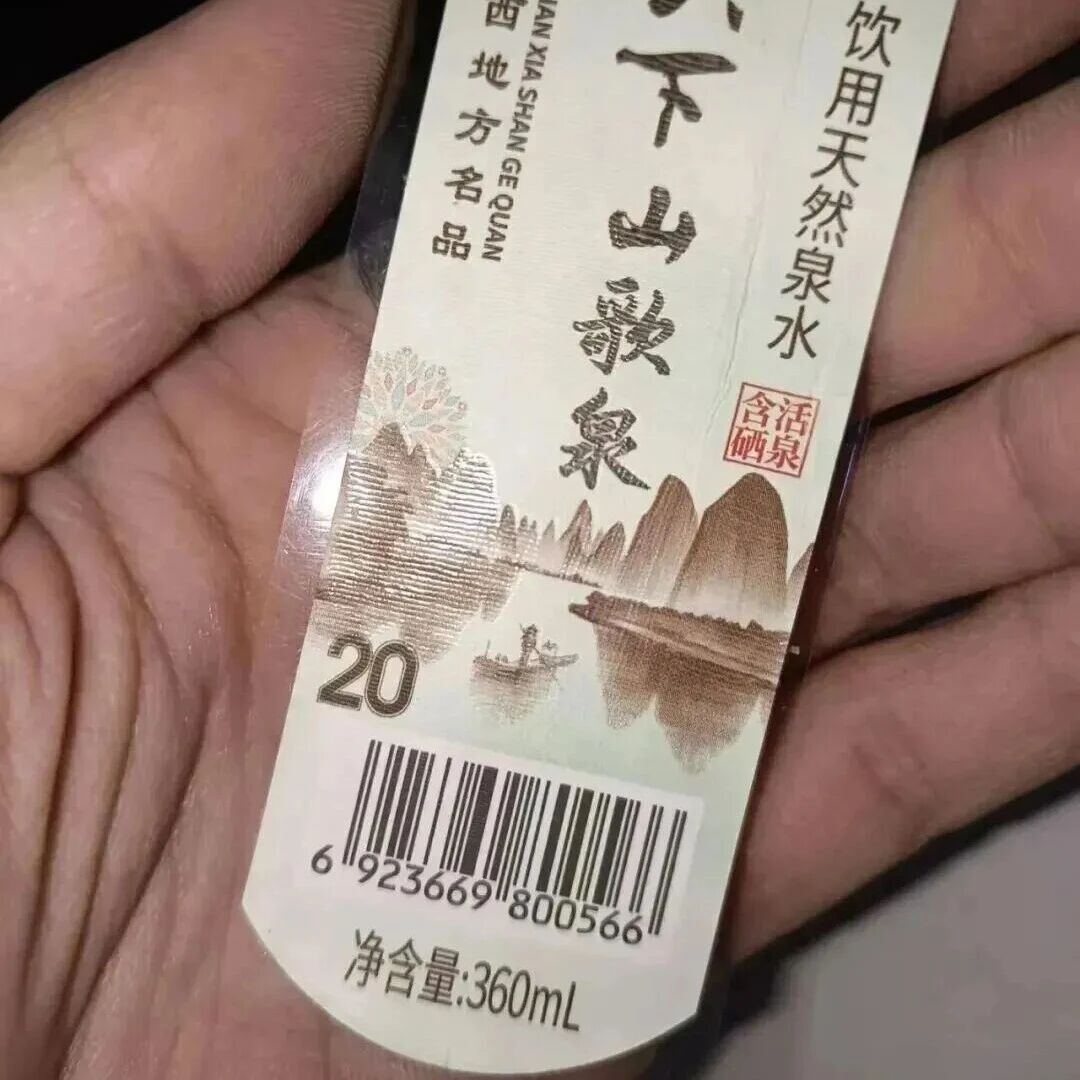 饮用天然泉水
活泉
含硒
下山歌泉
XIA SHAN GE QUAN
西地方名品
20
6 923669 800566
净含量:360mL